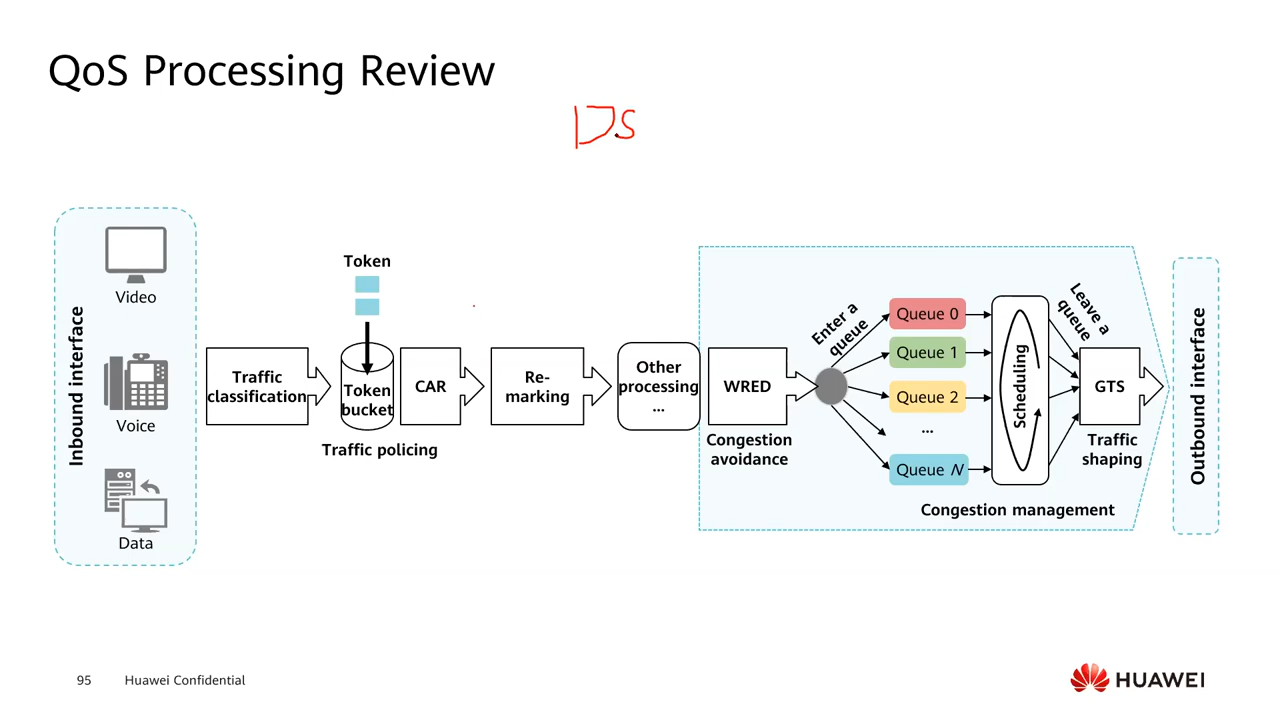 QoS Processing Review
DS
Inbound interface
Video
Voice
Data
Traffic
classification
Token
Token
bucket
CAR
Traffic policing
Re-
marking
Other
processing
...
WRED
Congestion
avoidance
Enter a
queue
Queue 0
Queue 1
Queue 2
...
Queue N
Scheduling
Leave a
queue
Congestion management
GTS
Traffic
shaping
Outbound interface
95
Huawei Confidential
HUAWEI